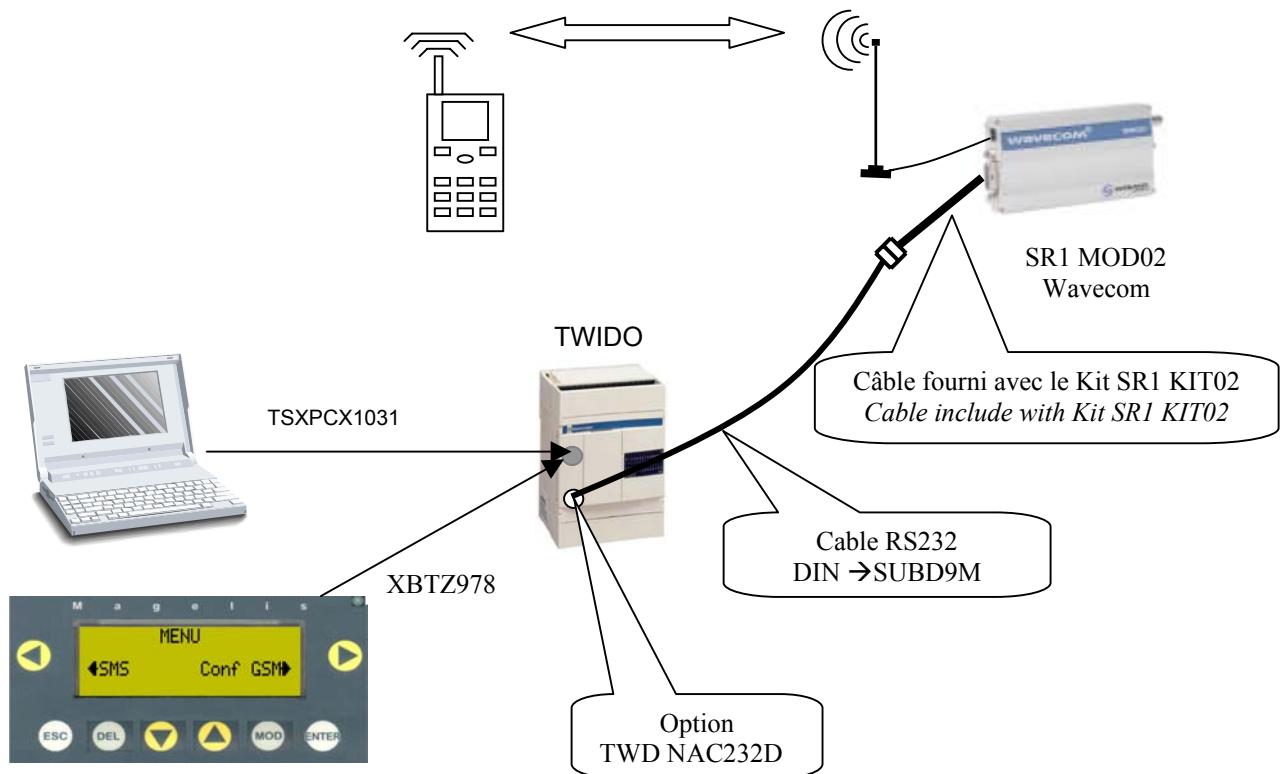 WAVECOM
SR1 MOD02
Wavecom
TWIDO
Câble fourni avec le Kit SR1 KIT02
Cable include with Kit SR1 KIT02
TSXPCX1031
Cable RS232
DIN →SUBD9M
XBTZ978
Magelis
MENU
SMS Conf GSM
ESC DEL MOD ENTER
Option
TWD NAC232D